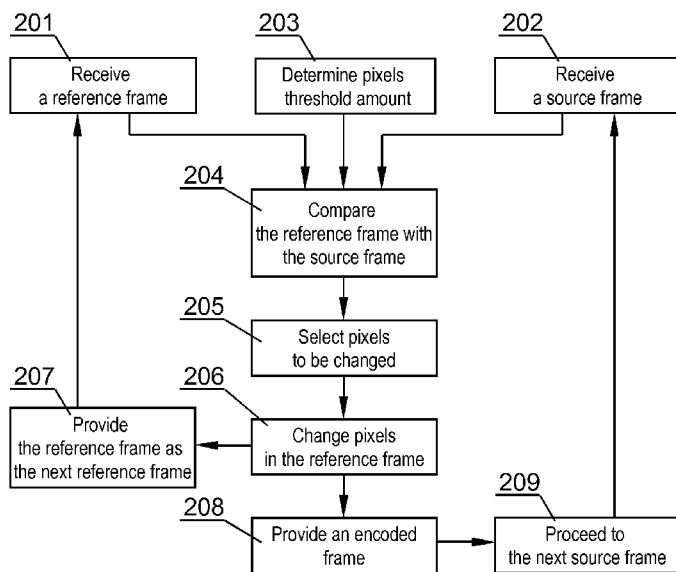 201
Receive
a reference frame
203
Determine pixels
threshold amount
202
Receive
a source frame
204
Compare
the reference frame with
the source frame
205
Select pixels
to be changed
207
Provide
the reference frame as
the next reference frame
206
Change pixels
in the reference frame
208
Provide an encoded
frame
209
Proceed to
the next source frame